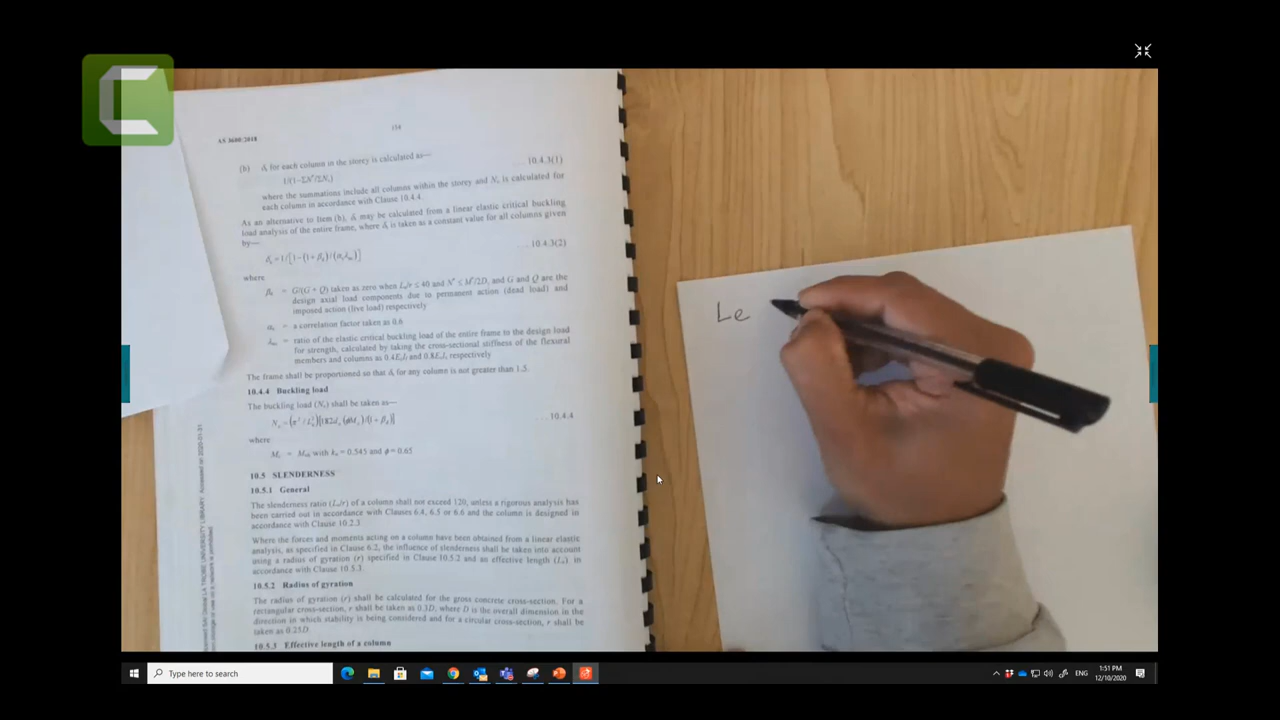 154
AS 3600:2018
(b) δs for each column in the storey is calculated as—
1/(1−ΣN*/ΣNc) 10.4.3(1)
where the summations include all columns within the storey and Nc is calculated for
each column in accordance with Clause 10.4.4.
As an alternative to Item (b), δs may be calculated from a linear elastic critical buckling
load analysis of the entire frame, where δs is taken as a constant value for all columns given
by—
. . . 10.4.3(2)
where
βd = G/(G + Q) taken as zero when Le/r ≤ 40 and N* ≤ M*/2D, and G and Q are the
design axial load components due to permanent action (dead load) and
imposed action (live load) respectively
αs = a correlation factor taken as 0.6
λuc = ratio of the elastic critical buckling load of the entire frame to the design load
for strength, calculated by taking the cross-sectional stiffness of the flexural
members and columns as 0.4EcIf and 0.8EcIc respectively
The frame shall be proportioned so that δs for any column is not greater than 1.5.
10.4.4 Buckling load
The buckling load (Nc) shall be taken as—
Nc = (π²/Le²)[182do(φMc)/(1 + βd)] . . . 10.4.4
where
Mc = Mub with ku = 0.545 and φ = 0.65
10.5 SLENDERNESS
10.5.1 General
The slenderness ratio (Le/r) of a column shall not exceed 120, unless a rigorous analysis has
been carried out in accordance with Clauses 6.4, 6.5 or 6.6 and the column is designed in
accordance with Clause 10.2.3.
Where the forces and moments acting on a column have been obtained from a linear elastic
analysis, as specified in Clause 6.2, the influence of slenderness shall be taken into account
using a radius of gyration (r) specified in Clause 10.5.2 and an effective length (Le) in
accordance with Clause 10.5.3.
10.5.2 Radius of gyration
The radius of gyration (r) shall be calculated for the gross concrete cross-section. For a
rectangular cross-section, r shall be taken as 0.3D, where D is the overall dimension in the
direction in which stability is being considered and for a circular cross-section, r shall be
taken as 0.25D.
10.5.3 Effective length of a column
Le
Type here to search
ENG
1:51 PM
12/10/2020